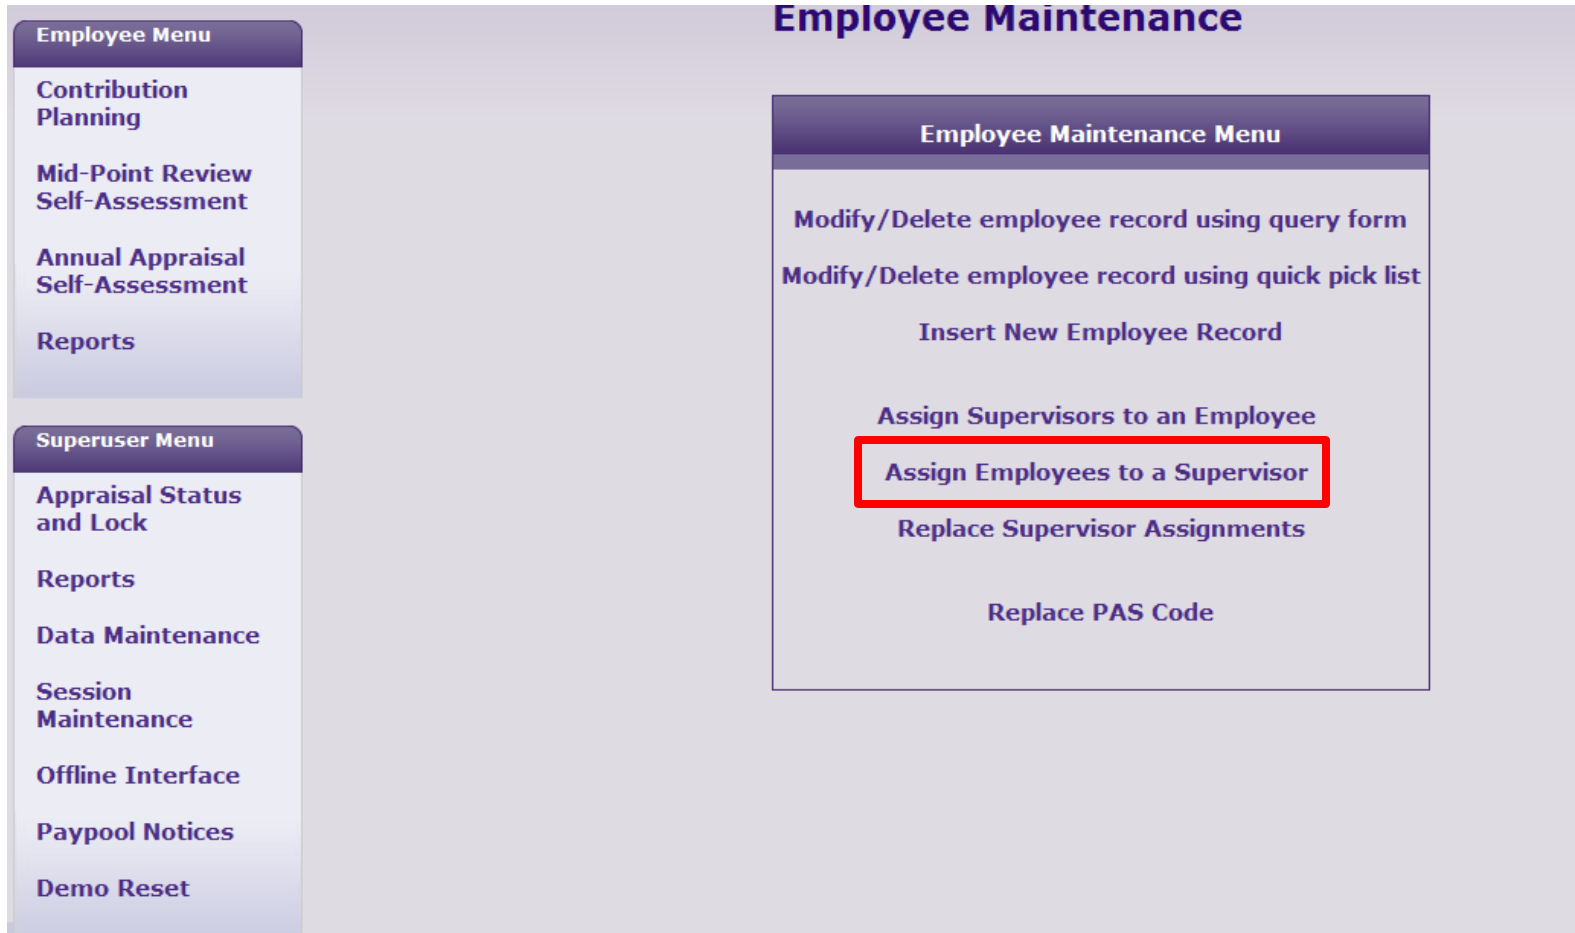 Employee Menu
Contribution
Planning
Mid-Point Review
Self-Assessment
Annual Appraisal
Self-Assessment
Reports
Superuser Menu
Appraisal Status
and Lock
Reports
Data Maintenance
Session
Maintenance
Offline Interface
Paypool Notices
Demo Reset
Employee Maintenance
Employee Maintenance Menu
Modify/Delete employee record using query form
Modify/Delete employee record using quick pick list
Insert New Employee Record
Assign Supervisors to an Employee
Assign Employees to a Supervisor
Replace Supervisor Assignments
Replace PAS Code